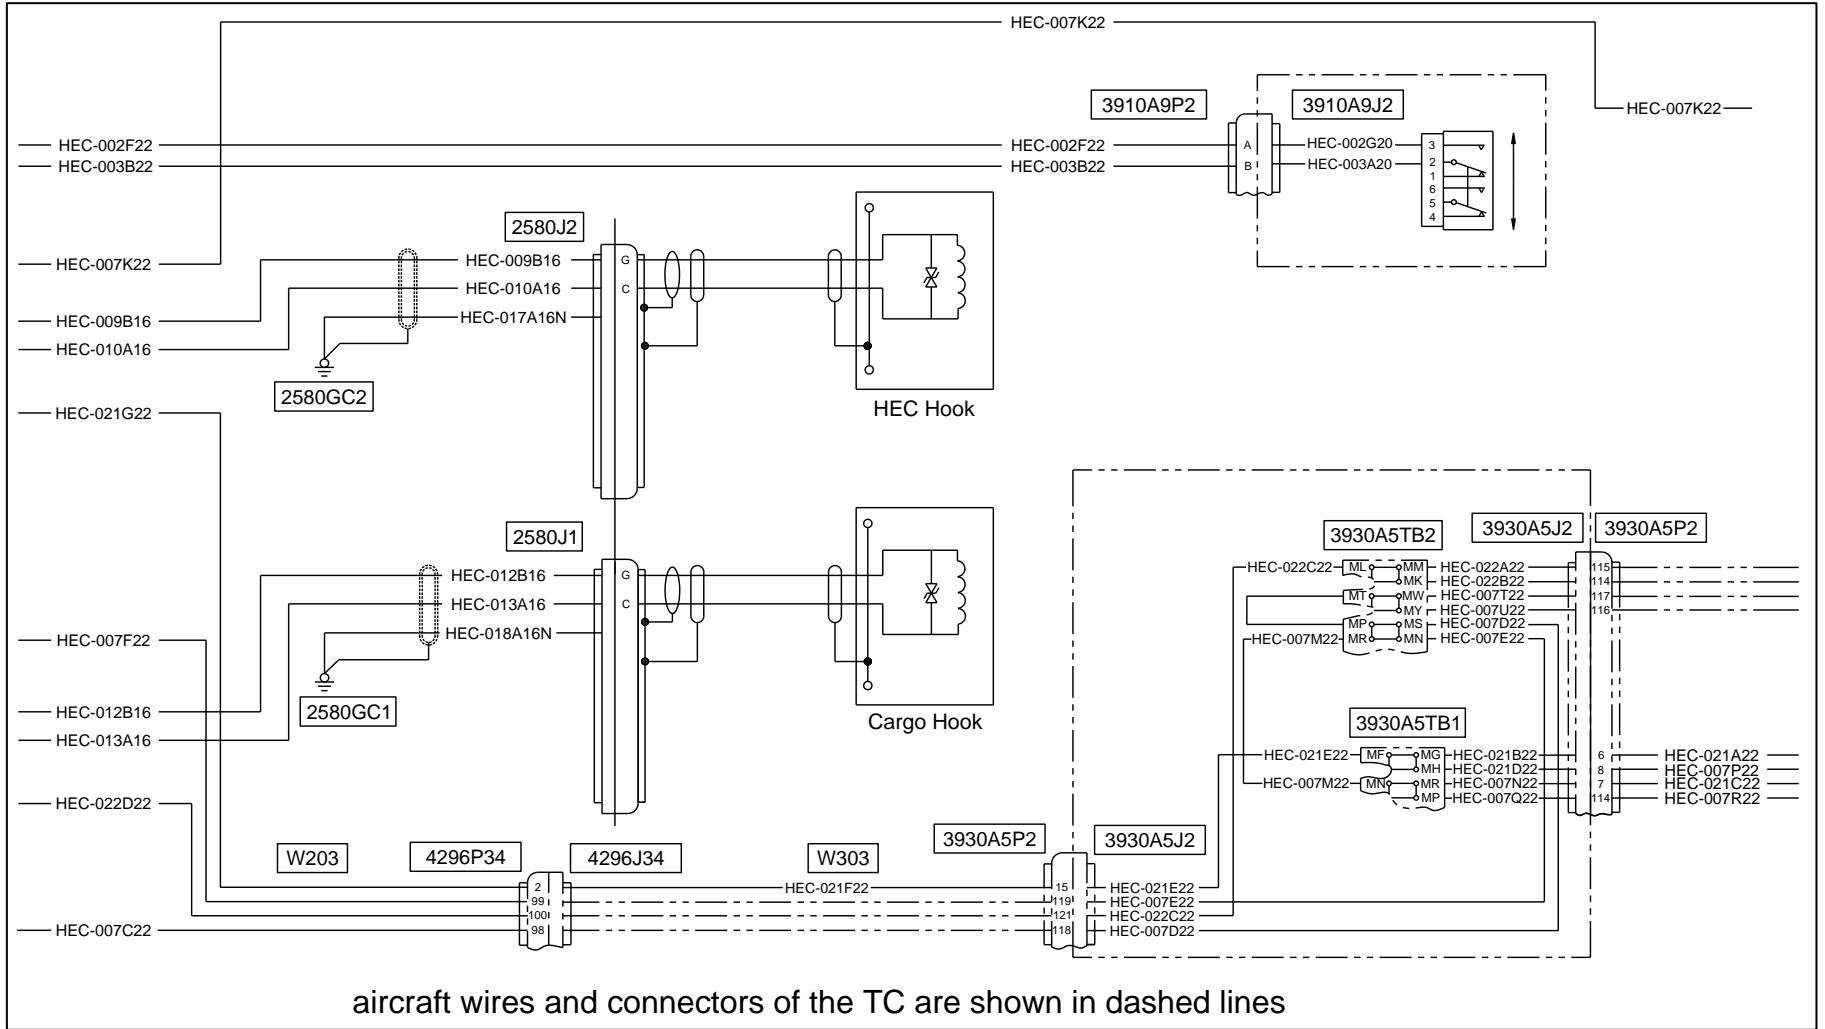 HEC-007K22
HEC-007K22
3910A9P2
3910A9J2
HEC-002F22
HEC-002F22
A
HEC-002G20
3
HEC-003B22
HEC-003B22
B
HEC-003A20
2
1
6
5
4
2580J2
HEC-007K22
HEC-009B16
G
HEC-010A16
C
HEC-009B16
HEC-017A16N
HEC-010A16
2580GC2
HEC Hook
HEC-021G22
2580J1
HEC-012B16
G
HEC-013A16
C
HEC-018A16N
HEC-007F22
2580GC1
Cargo Hook
HEC-012B16
HEC-013A16
3930A5TB2
3930A5J2
3930A5P2
HEC-022C22
ML
MM
HEC-022A22
115
MK
HEC-022B22
114
MT
MW
HEC-007T22
117
MY
HEC-007U22
116
MP
MS
HEC-007D22
HEC-007M22
MR
MN
HEC-007E22
3930A5TB1
HEC-021E22
MF
MG
HEC-021B22
6
HEC-021A22
MH
HEC-021D22
8
HEC-007P22
HEC-007M22
MN
MR
HEC-007N22
7
HEC-021C22
MP
HEC-007Q22
114
HEC-007R22
HEC-022D22
W203
4296P34
4296J34
W303
3930A5P2
3930A5J2
2
HEC-021F22
15
HEC-021E22
99
119
HEC-007E22
100
121
HEC-022C22
HEC-007C22
98
118
HEC-007D22
aircraft wires and connectors of the TC are shown in dashed lines